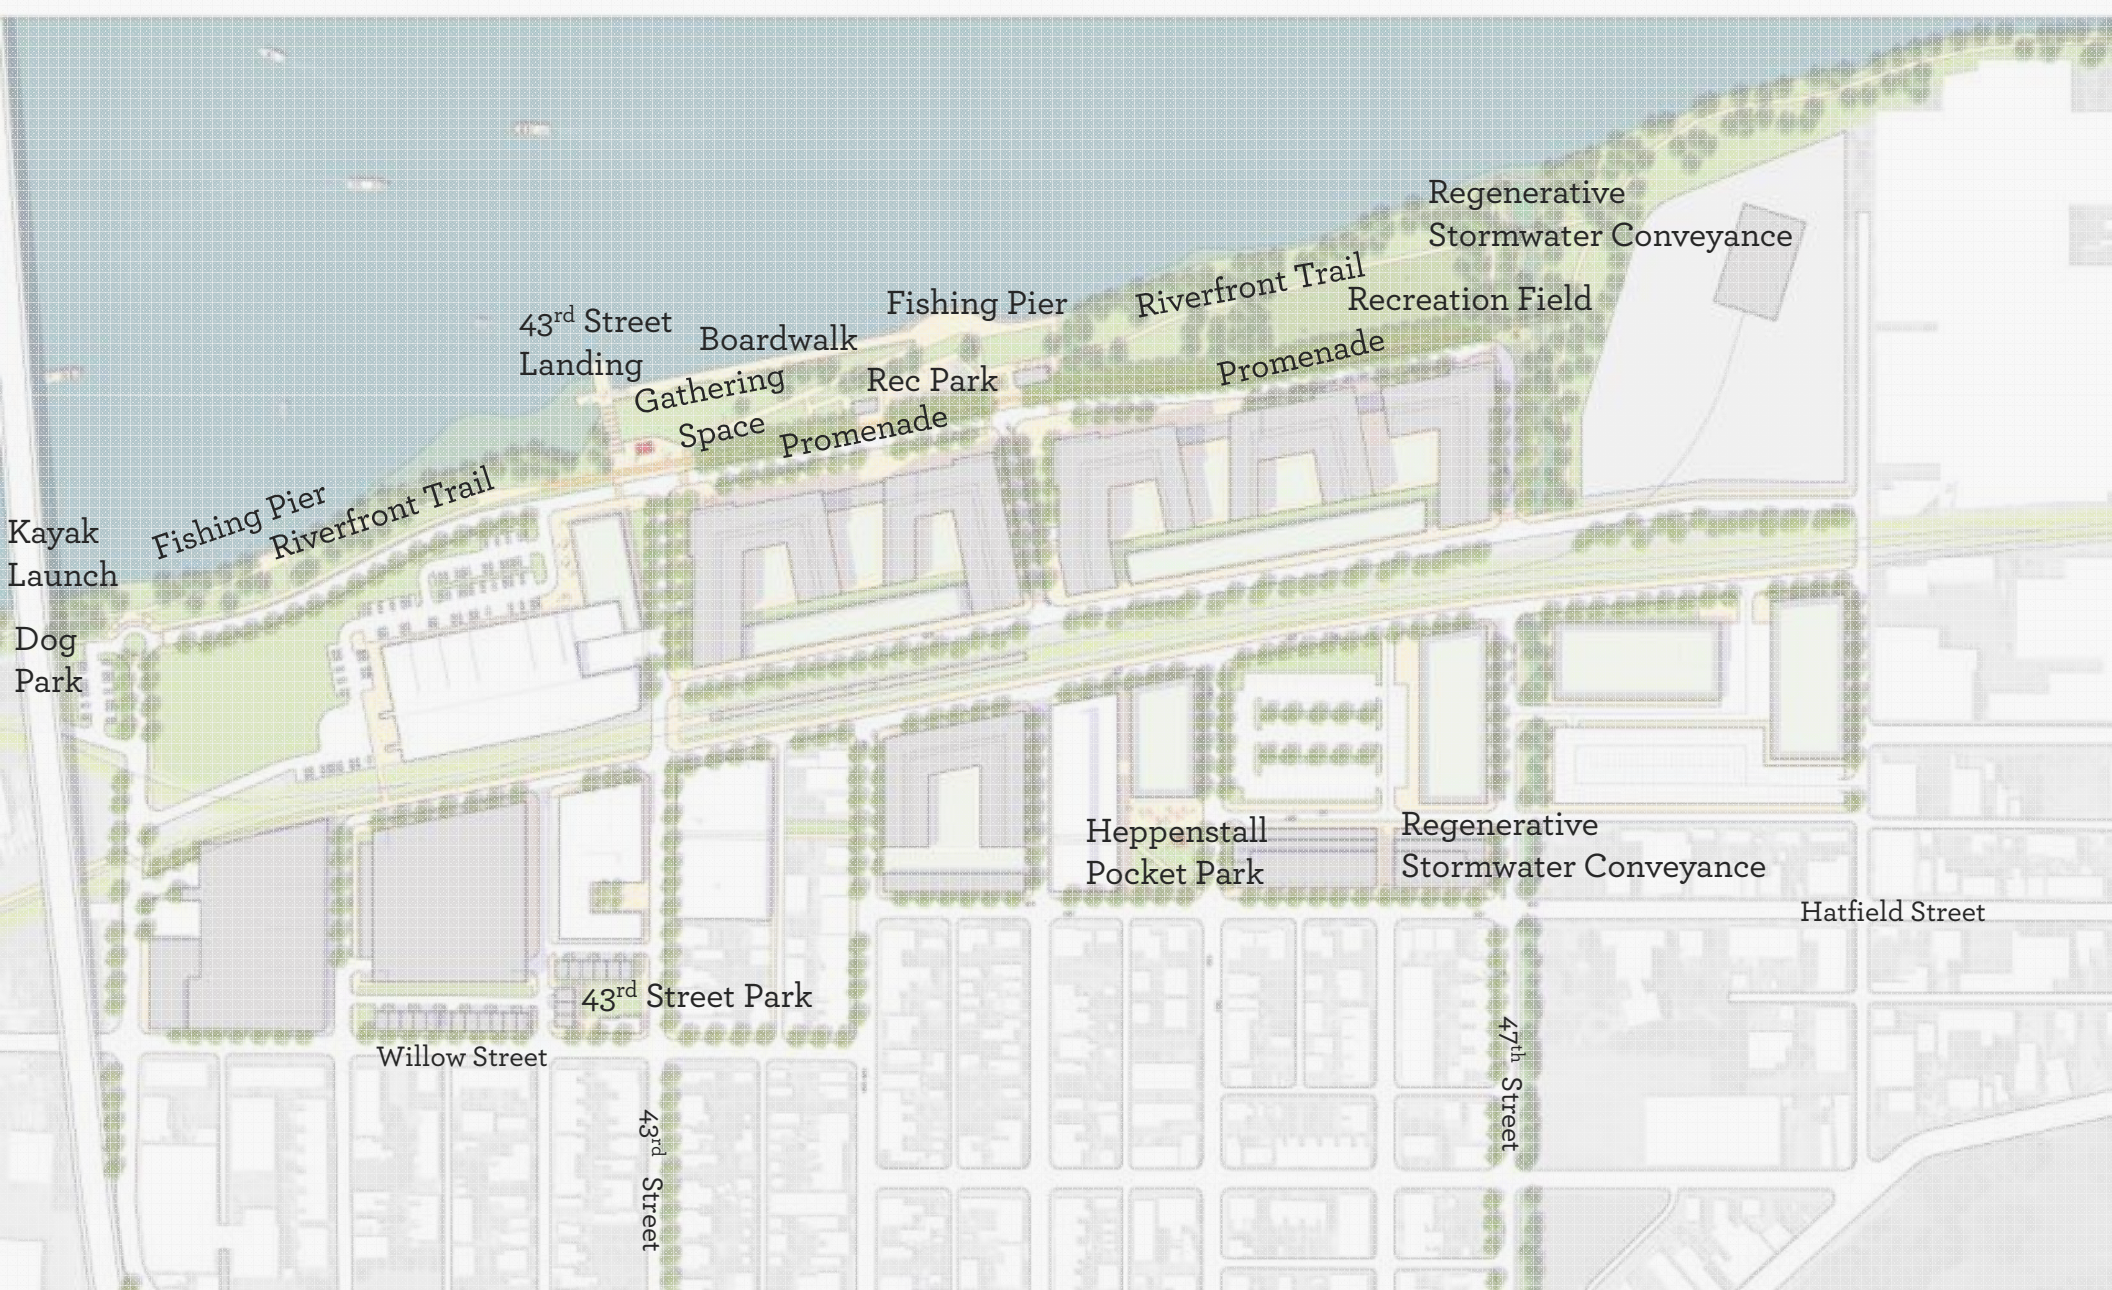 Regenerative
Stormwater Conveyance
Riverfront Trail
Recreation Field
Fishing Pier
43rd Street
Landing
Boardwalk
Promenade
Gathering
Space
Rec Park
Promenade
Fishing Pier
Riverfront Trail
Kayak
Launch
Dog
Park
Heppenstall
Pocket Park
Regenerative
Stormwater Conveyance
Hatfield Street
43rd Street Park
Willow Street
47th Street
43rd Street